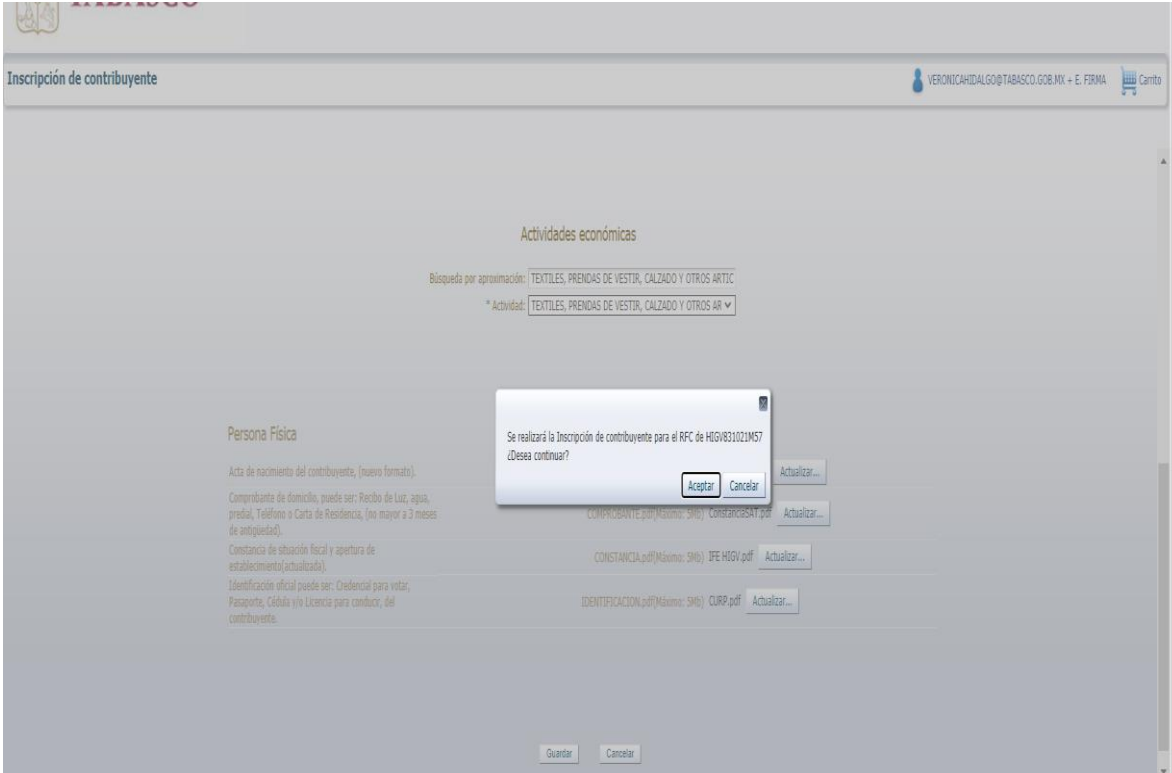 TABASCO
Inscripción de contribuyente
VERONICAHIDALGO@TABASCO.GOB.MX + E. FIRMA
Carrito
Actividades económicas
Búsqueda por aproximación: TEXTILES, PRENDAS DE VESTIR, CALZADO Y OTROS ARTIC
* Actividad: TEXTILES, PRENDAS DE VESTIR, CALZADO Y OTROS AR
Se realizará la Inscripción de contribuyente para el RFC de HIGV831021M57
¿Desea continuar?
Aceptar Cancelar
Persona Física
Acta de nacimiento del contribuyente, (nuevo formato).
Actualizar...
Comprobante de domicilio, puede ser: Recibo de Luz, agua,
predial, Teléfono o Carta de Residencia, (no mayor a 3 meses
de antigüedad).
COMPROBANTE.pdf(Máximo: 5Mb) ConstanciaSAT.pdf Actualizar...
Constancia de situación fiscal y apertura de
establecimiento(actualizada).
CONSTANCIA.pdf(Máximo: 5Mb) IFE HIGV.pdf Actualizar...
Identificación oficial puede ser: Credencial para votar,
Pasaporte, Cédula y/o Licencia para conducir, del
contribuyente.
IDENTIFICACION.pdf(Máximo: 5Mb) CURP.pdf Actualizar...
Guardar Cancelar